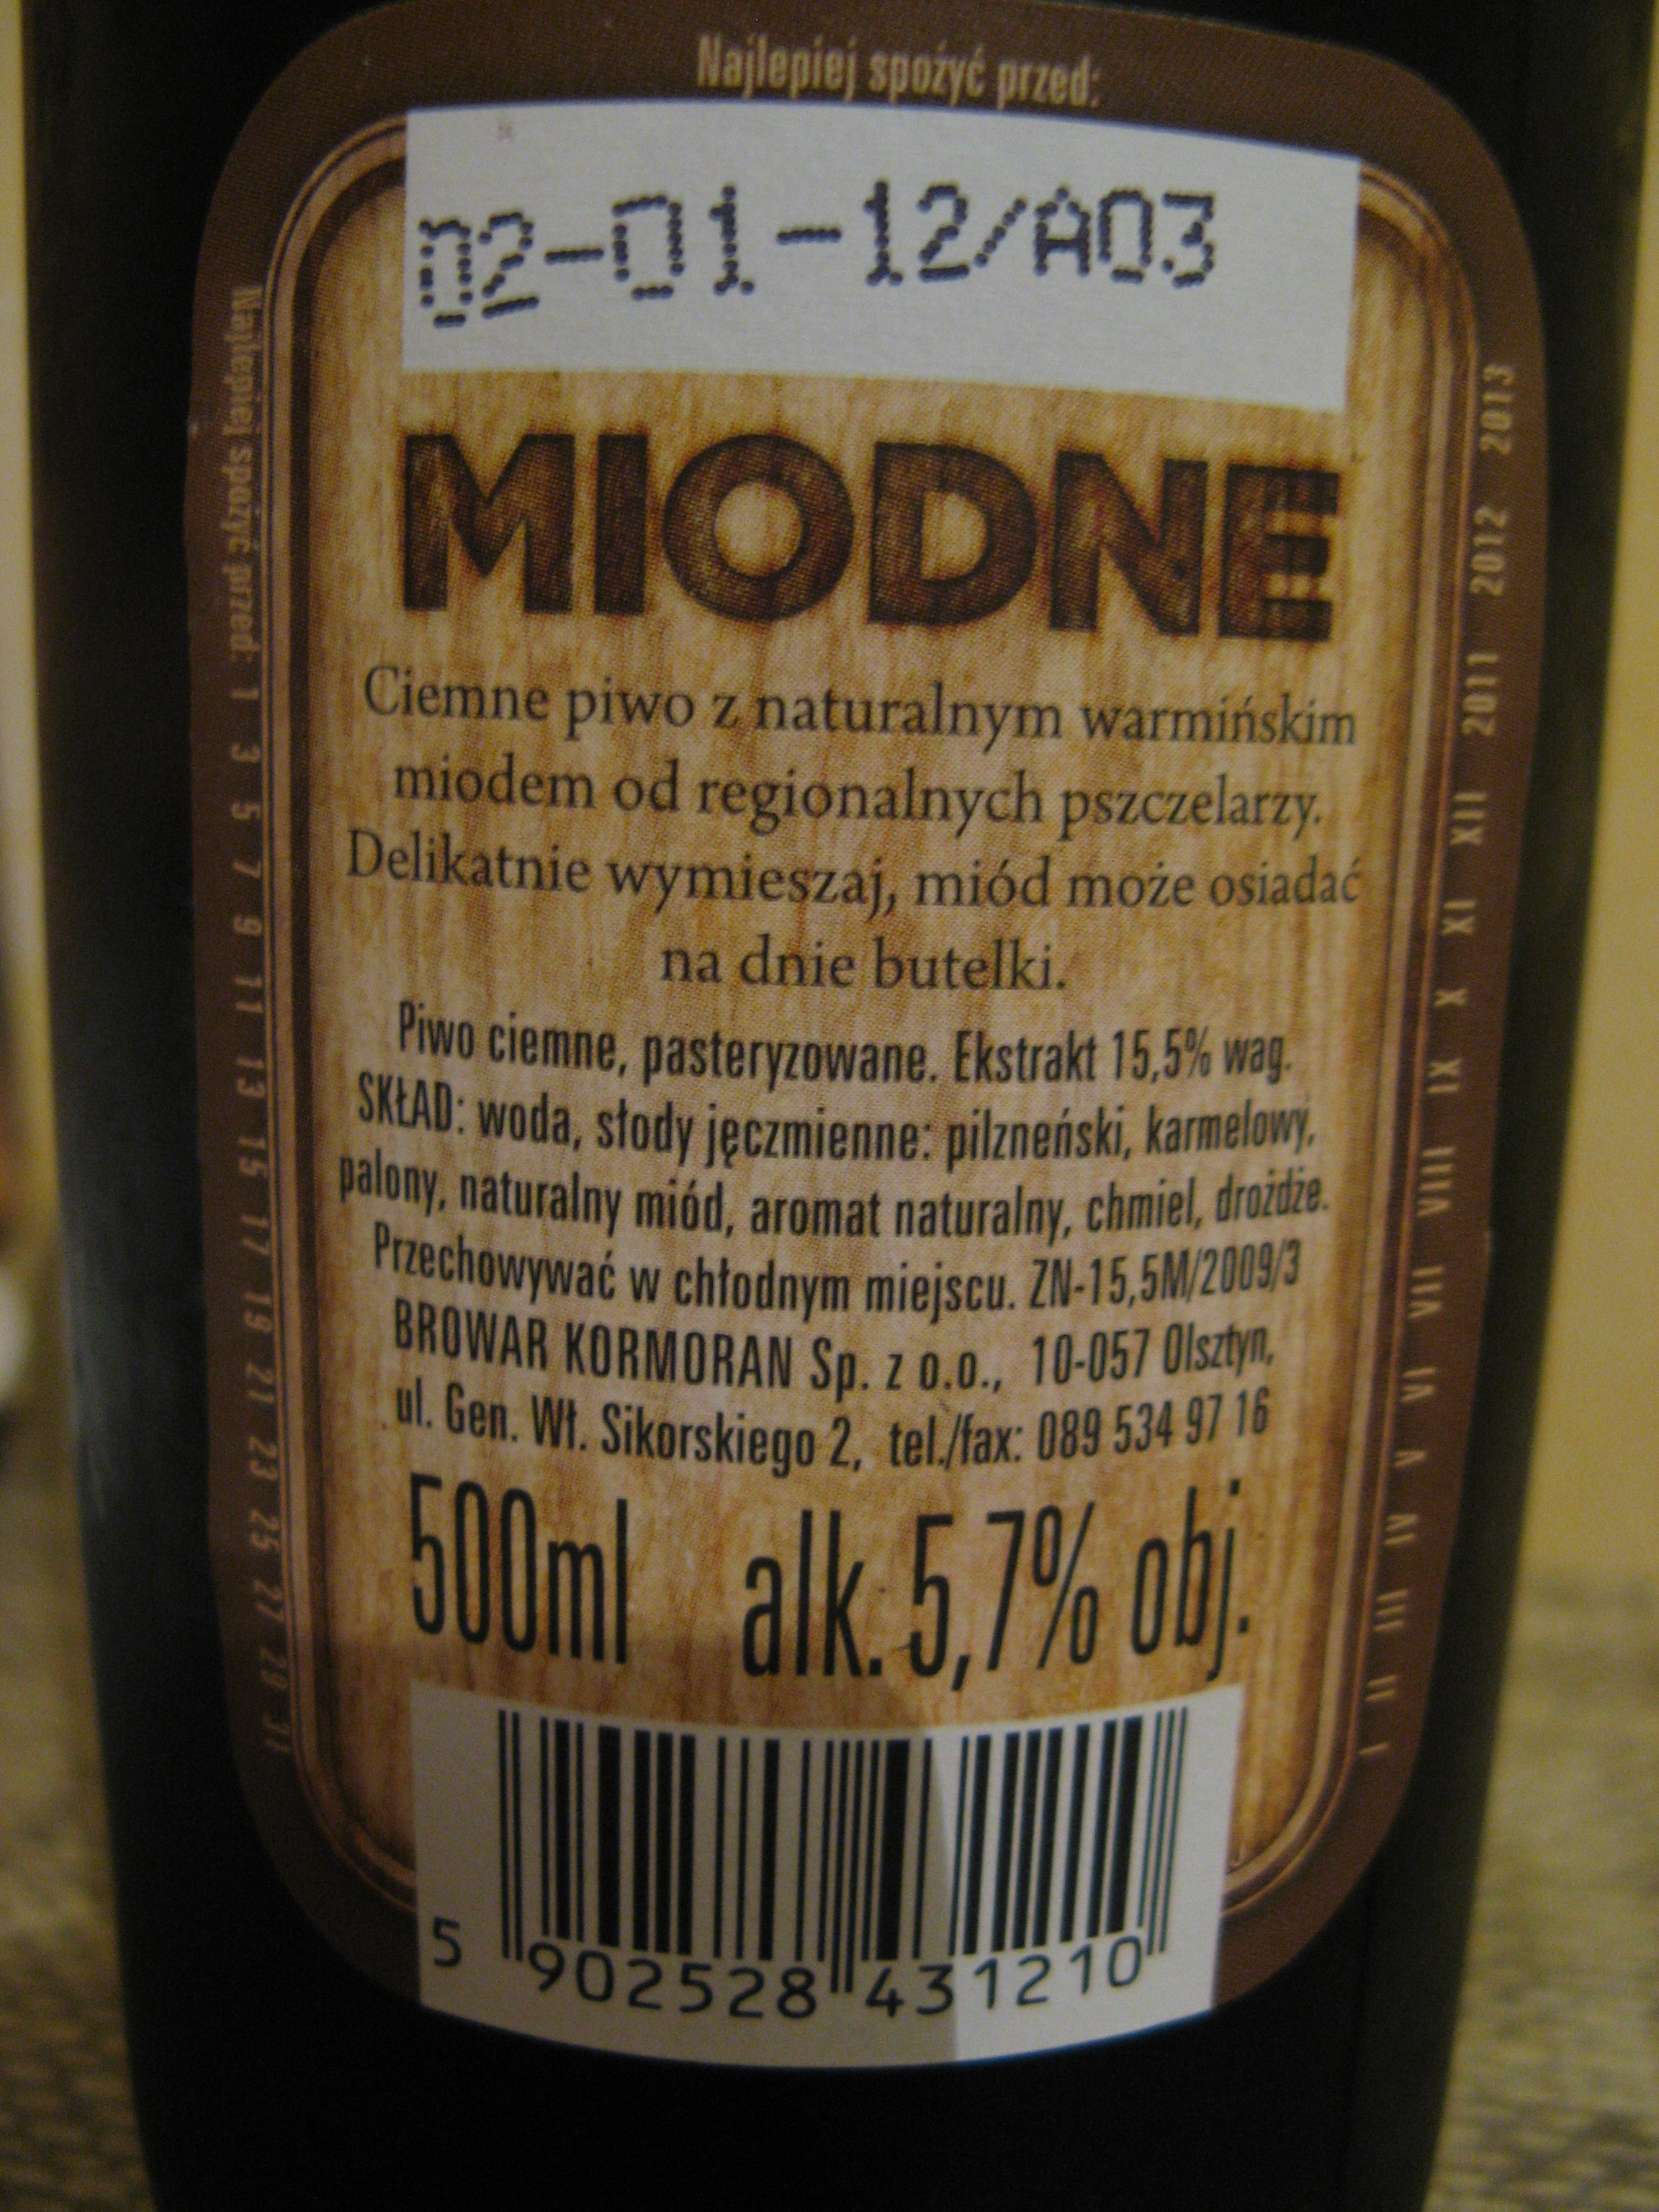 Najlepiej spożyć przed:
02-01-12/A03
MIODNE
Ciemne piwo z naturalnym warmińskim
miodem od regionalnych pszczelarzy.
Delikatnie wymieszaj, miód może osiadać
na dnie butelki.
Piwo ciemne, pasteryzowane. Ekstrakt 15,5% wag.
SKŁAD: woda, słody jęczmienne: pilzneński, karmelowy,
palony, naturalny miód, aromat naturalny, chmiel, drożdże.
Przechowywać w chłodnym miejscu. ZN-15,5M/2009/3
BROWAR KORMORAN Sp. z o.o., 10-057 Olsztyn,
ul. Gen. Wł. Sikorskiego 2, tel./fax: 089 534 97 16
500ml alk. 5,7% obj.
5 902528 431210
Najlepiej spożyć przed: 1 3 5 7 9 11 13 15 17 19 21 23 25 27 29 31
I II III IV V VI VII VIII IX X XI XII 2011 2012 2013